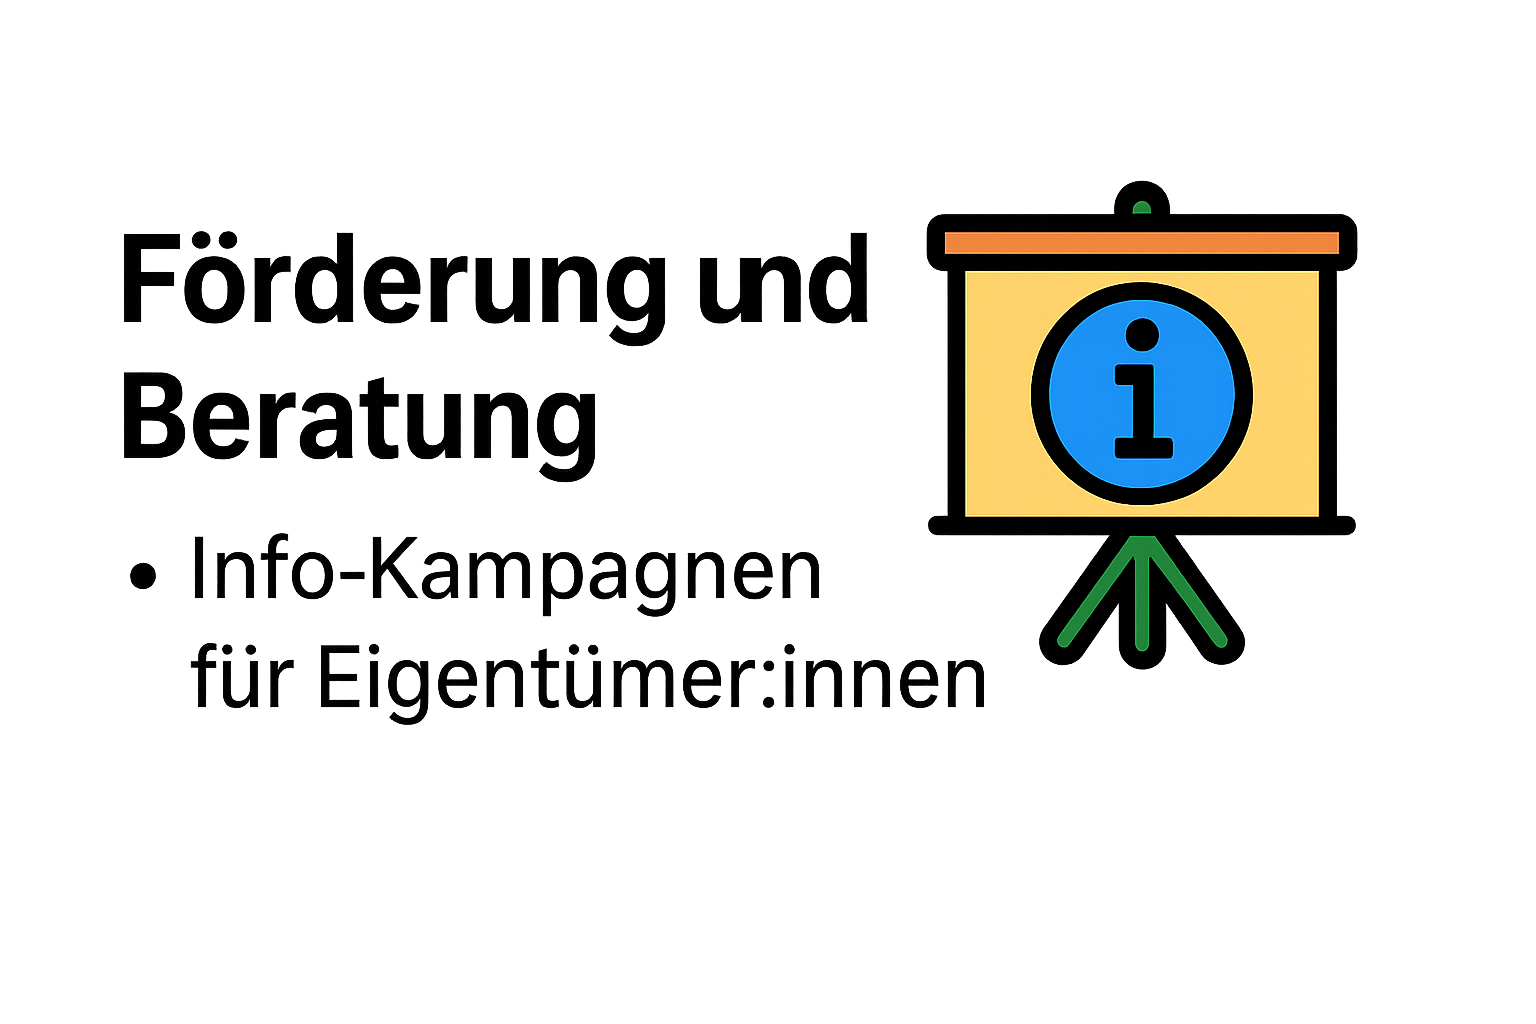 Förderung und
Beratung
• Info-Kampagnen
für Eigentümer:innen
i